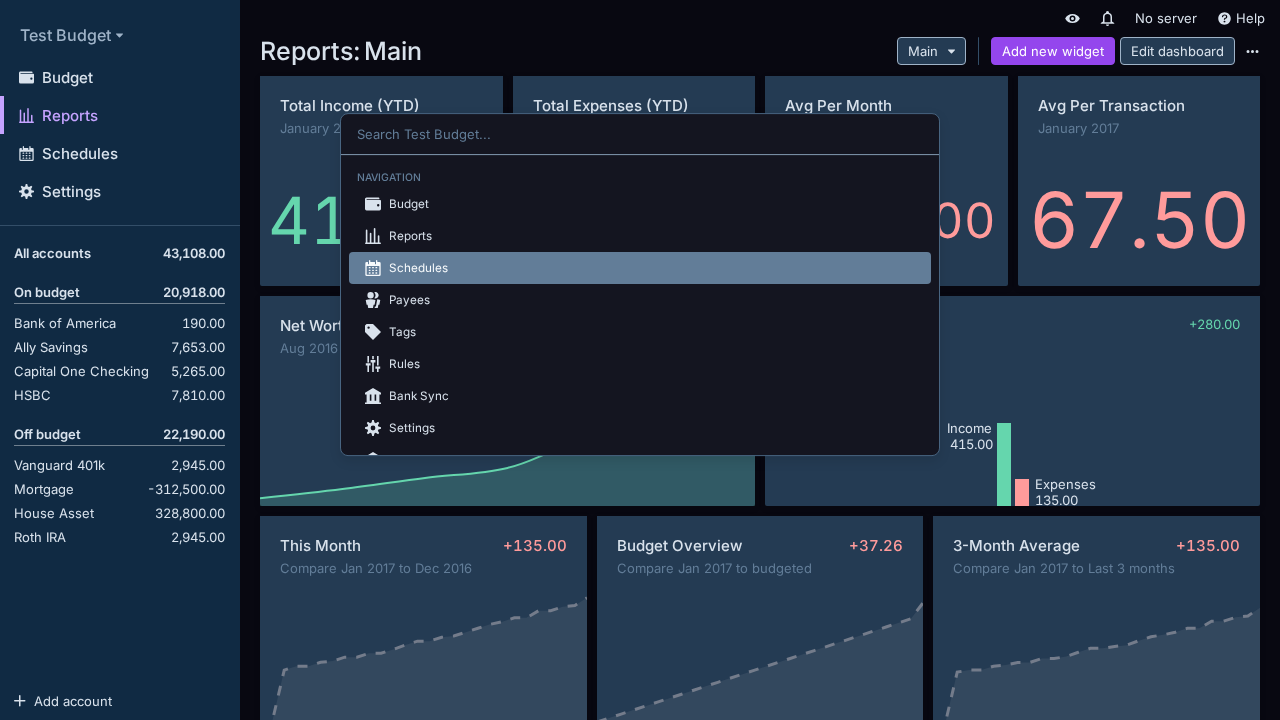 Test Budget
Budget
Reports
Schedules
Settings
All accounts 43,108.00
On budget 20,918.00
Bank of America 190.00
Ally Savings 7,653.00
Capital One Checking 5,265.00
HSBC 7,810.00
Off budget 22,190.00
Vanguard 401k 2,945.00
Mortgage -312,500.00
House Asset 328,800.00
Roth IRA 2,945.00
Add account
No server
Help
Reports: Main
Main
Add new widget
Edit dashboard
Total Income (YTD)
Total Expenses (YTD)
Avg Per Month
Avg Per Transaction
January 2017
67.50
Search Test Budget...
NAVIGATION
Budget
Reports
Schedules
Payees
Tags
Rules
Bank Sync
Settings
Aug 2016
+280.00
Income
415.00
Expenses
135.00
This Month +135.00
Compare Jan 2017 to Dec 2016
Budget Overview +37.26
Compare Jan 2017 to budgeted
3-Month Average +135.00
Compare Jan 2017 to Last 3 months